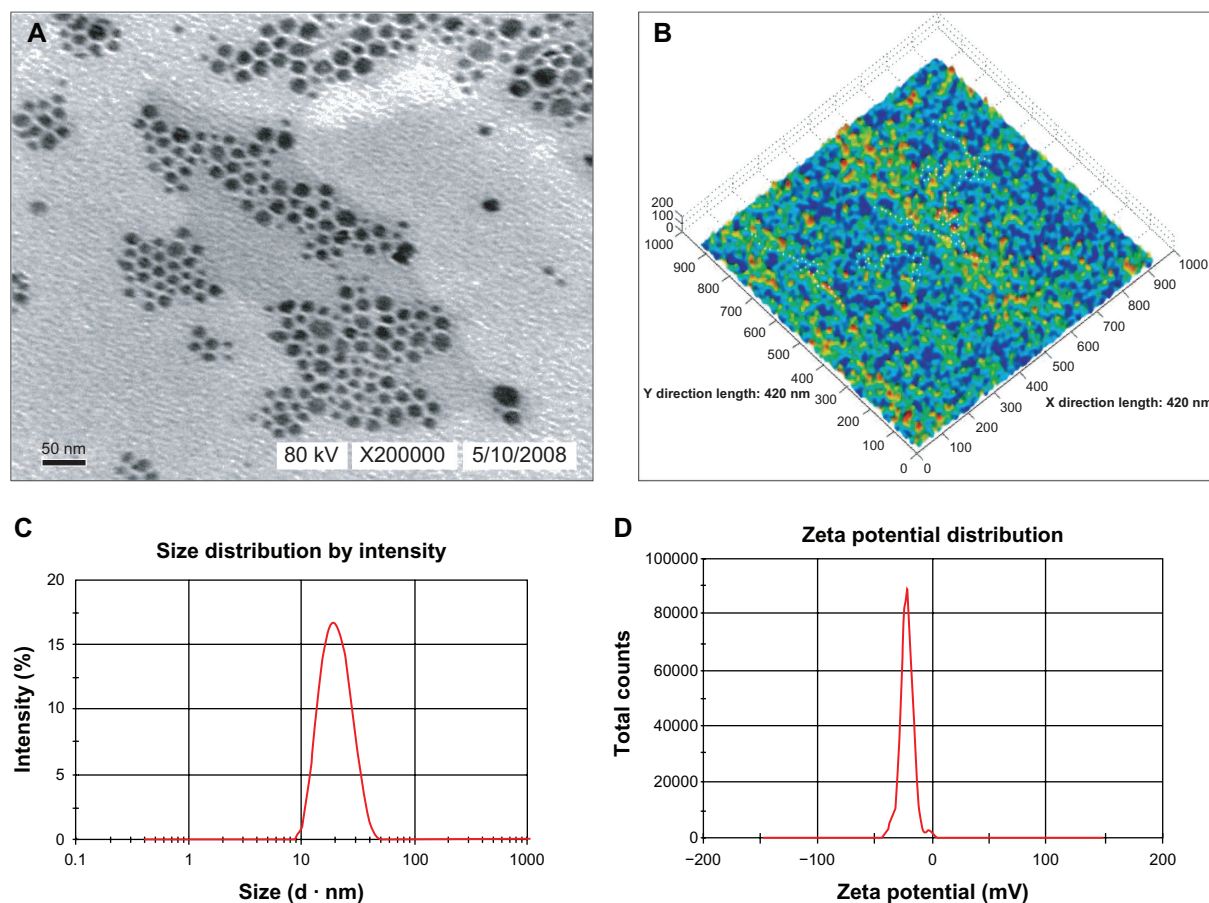 A
50 nm
80 kV X200000 5/10/2008
B
200
100
0
1000
900
800
700
600
500
400
300
200
100
0
Y direction length: 420 nm
0
100
200
300
400
500
600
700
800
900
1000
X direction length: 420 nm
C
Size distribution by intensity
20
15
10
5
0
Intensity (%)
0.1 1 10 100 1000
Size (d · nm)
D
Zeta potential distribution
100000
80000
60000
40000
20000
0
Total counts
−200 −100 0 100 200
Zeta potential (mV)